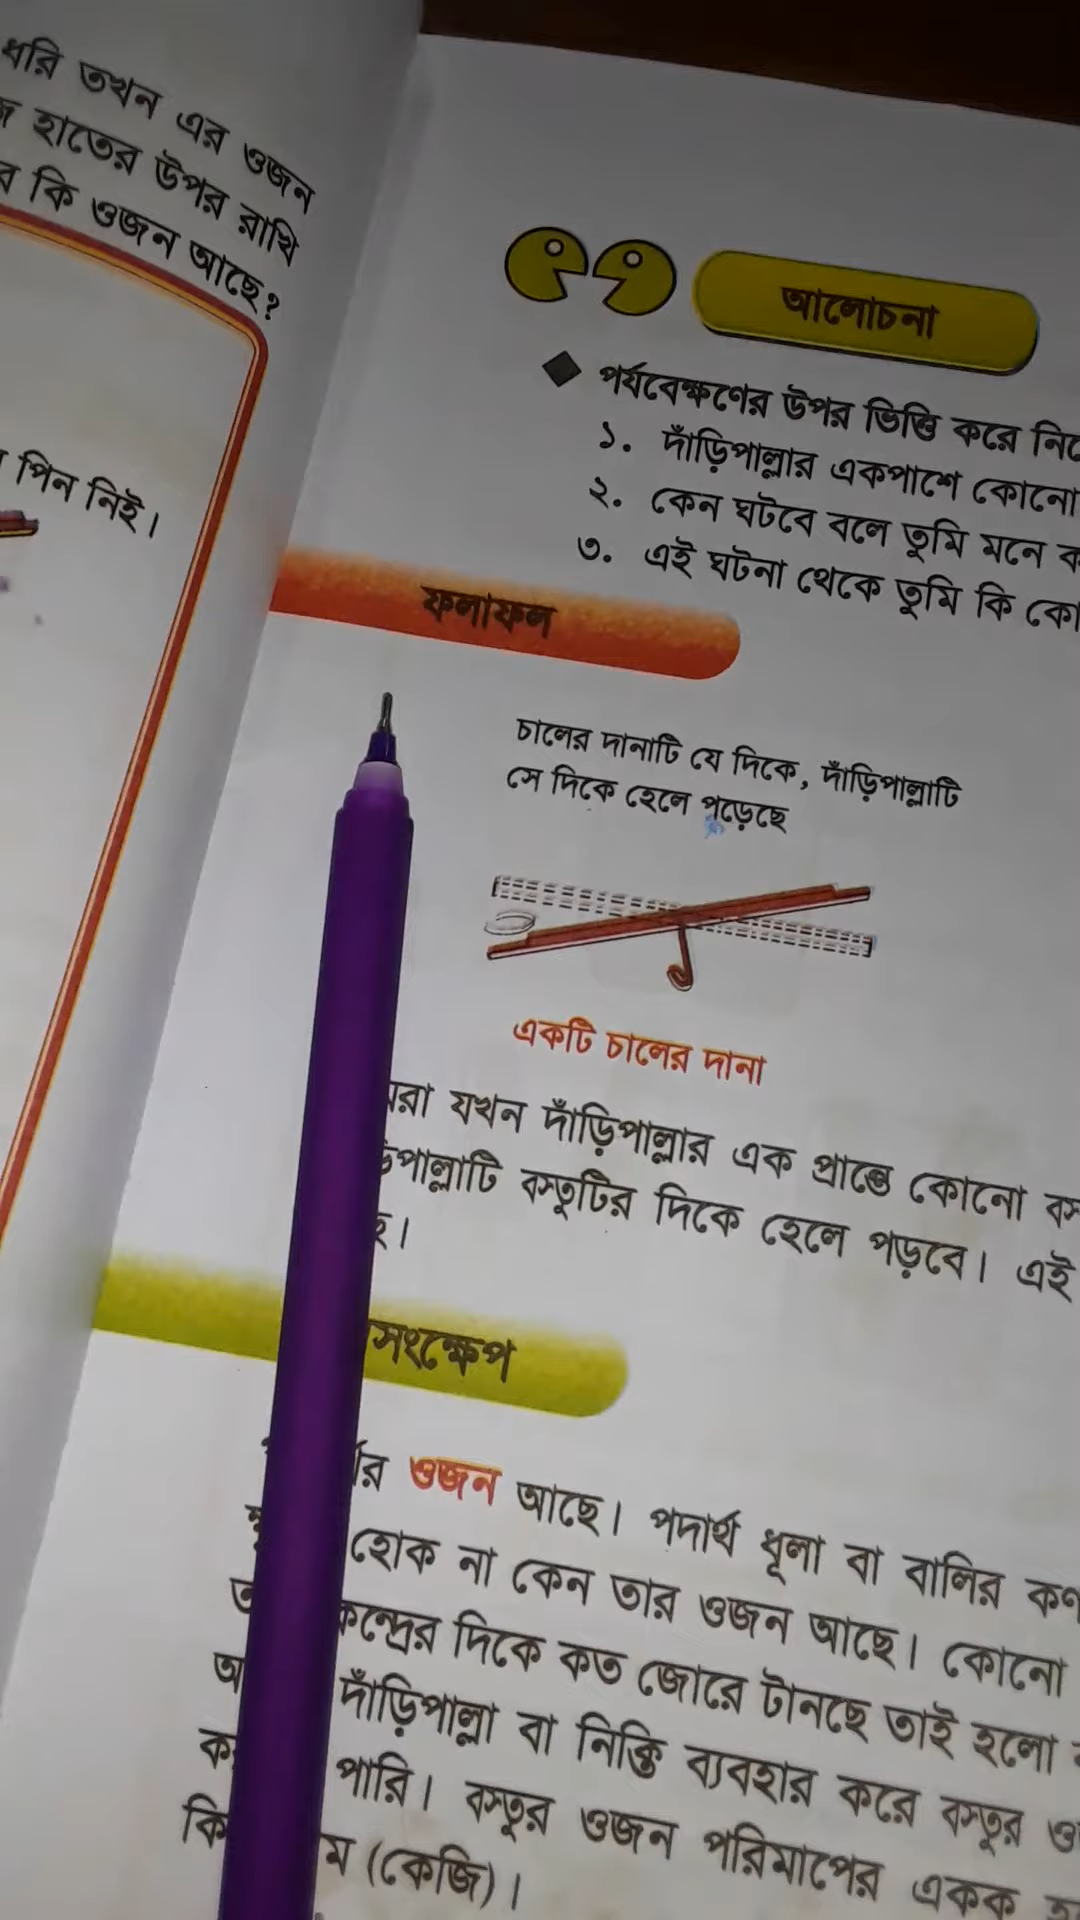 ধরি তখন এর ওজন
হাতের উপর রাখি
কি ওজন আছে?
পিন নিই।
আলোচনা
পর্যবেক্ষণের উপর ভিত্তি করে
১. দাঁড়িপাল্লার একপাশে কোনো
২. কেন ঘটবে বলে তুমি মনে
৩. এই ঘটনা থেকে তুমি কি
ফলাফল
চালের দানাটি যে দিকে, দাঁড়িপাল্লাটি
সে দিকে হেলে পড়েছে
একটি চালের দানা
যখন দাঁড়িপাল্লার এক প্রান্তে কোনো
বস্তুটির দিকে হেলে পড়বে। এই
সংক্ষেপ
ওজন আছে। পদার্থ ধূলা বা বালির
হোক না কেন তার ওজন আছে। কোনো
দিকে কত জোরে টানছে তাই হলো
দাঁড়িপাল্লা বা নিক্তি ব্যবহার করে বস্তুর
পারি। বস্তুর ওজন পরিমাপের একক
(কেজি)।